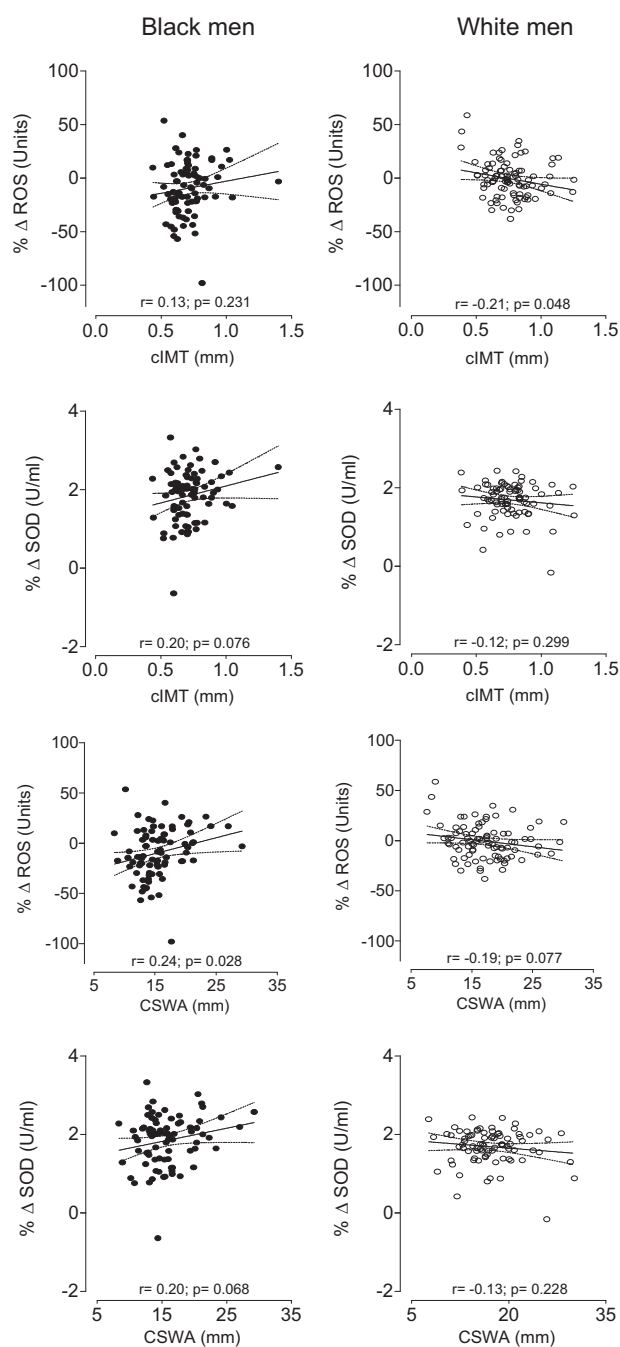 Black men
White men
100
50
0
-50
-100
% Δ ROS (Units)
r= 0.13; p= 0.231
0.0 0.5 1.0 1.5
cIMT (mm)
100
50
0
-50
-100
% Δ ROS (Units)
r= -0.21; p= 0.048
0.0 0.5 1.0 1.5
cIMT (mm)
4
2
0
-2
% Δ SOD (U/ml)
r= 0.20; p= 0.076
0.0 0.5 1.0 1.5
cIMT (mm)
4
2
0
-2
% Δ SOD (U/ml)
r= -0.12; p= 0.299
0.0 0.5 1.0 1.5
cIMT (mm)
100
50
0
-50
-100
% Δ ROS (Units)
r= 0.24; p= 0.028
5 15 25 35
CSWA (mm)
100
50
0
-50
-100
% Δ ROS (Units)
r= -0.19; p= 0.077
5 15 25 35
CSWA (mm)
4
2
0
-2
% Δ SOD (U/ml)
r= 0.20; p= 0.068
5 15 25 35
CSWA (mm)
4
2
0
-2
% Δ SOD (U/ml)
r= -0.13; p= 0.228
5 20 35
CSWA (mm)